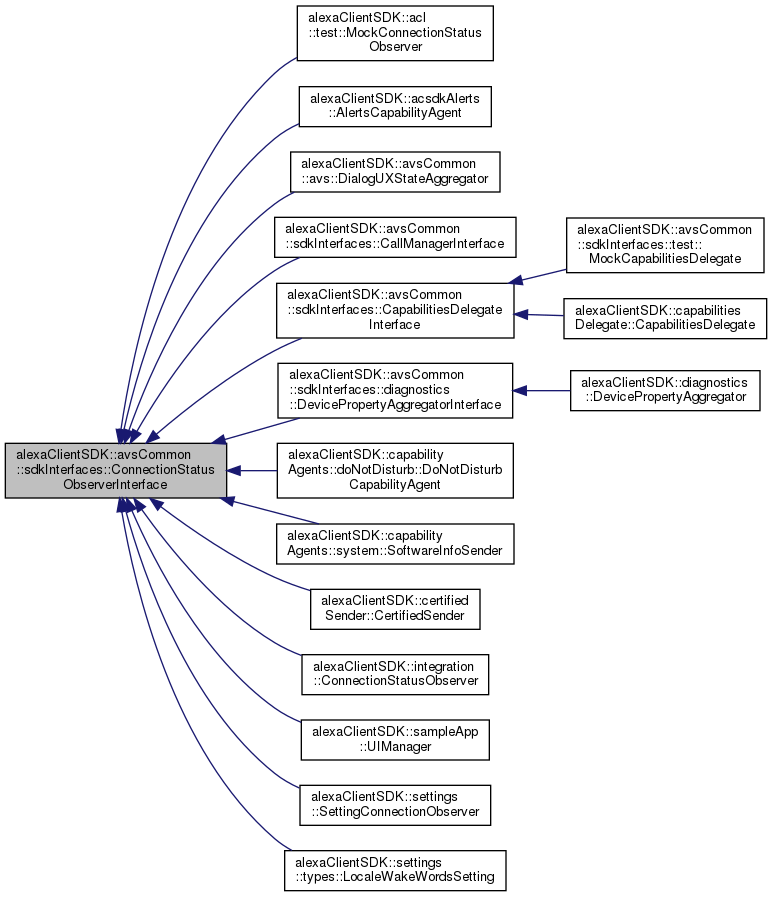 alexaClientSDK::acl
::test::MockConnectionStatus
Observer
alexaClientSDK::acsdkAlerts
::AlertsCapabilityAgent
alexaClientSDK::avsCommon
::avs::DialogUXStateAggregator
alexaClientSDK::avsCommon
::sdkInterfaces::CallManagerInterface
alexaClientSDK::avsCommon
::sdkInterfaces::test::
MockCapabilitiesDelegate
alexaClientSDK::avsCommon
::sdkInterfaces::CapabilitiesDelegate
Interface
alexaClientSDK::capabilities
Delegate::CapabilitiesDelegate
alexaClientSDK::avsCommon
::sdkInterfaces::diagnostics
::DevicePropertyAggregatorInterface
alexaClientSDK::diagnostics
::DevicePropertyAggregator
alexaClientSDK::avsCommon
::sdkInterfaces::ConnectionStatus
ObserverInterface
alexaClientSDK::capability
Agents::doNotDisturb::DoNotDisturb
CapabilityAgent
alexaClientSDK::capability
Agents::system::SoftwareInfoSender
alexaClientSDK::certified
Sender::CertifiedSender
alexaClientSDK::integration
::ConnectionStatusObserver
alexaClientSDK::sampleApp
::UIManager
alexaClientSDK::settings
::SettingConnectionObserver
alexaClientSDK::settings
::types::LocaleWakeWordsSetting